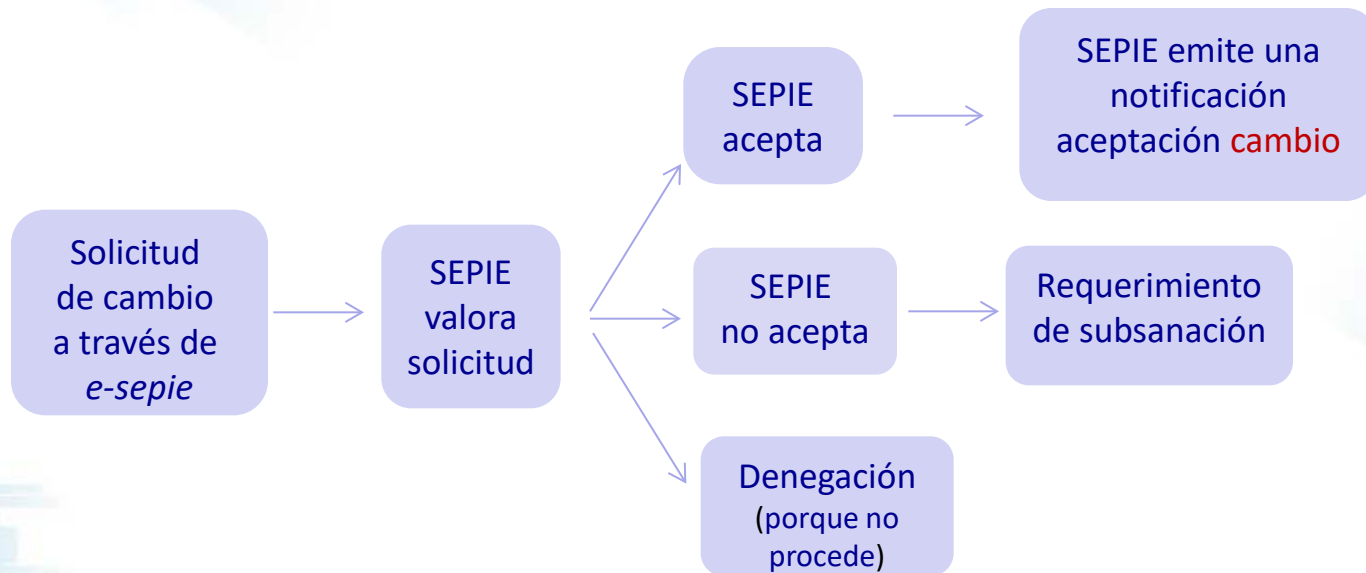 Solicitud
de cambio
a través de
e-sepie
SEPIE
valora
solicitud
SEPIE
acepta
SEPIE emite una
notificación
aceptación cambio
SEPIE
no acepta
Requerimiento
de subsanación
Denegación
(porque no
procede)